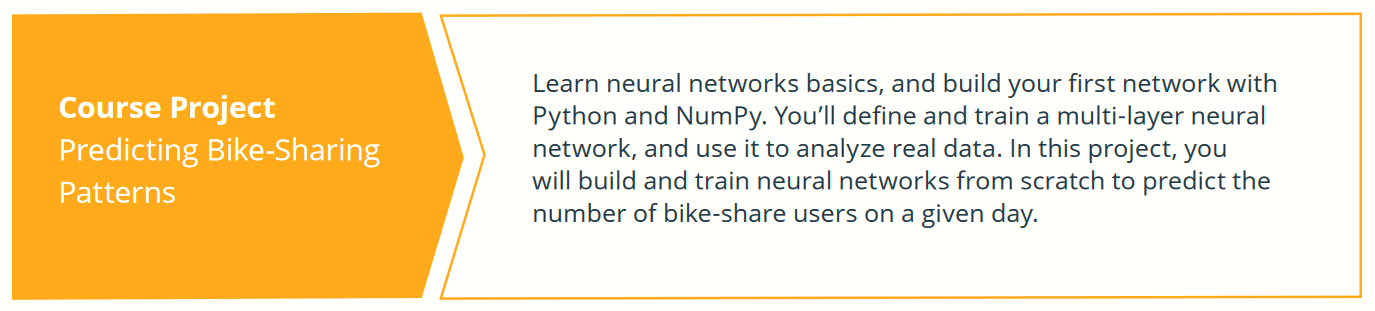 Course Project
Predicting Bike-Sharing
Patterns
Learn neural networks basics, and build your first network with
Python and NumPy. You’ll define and train a multi-layer neural
network, and use it to analyze real data. In this project, you
will build and train neural networks from scratch to predict the
number of bike-share users on a given day.